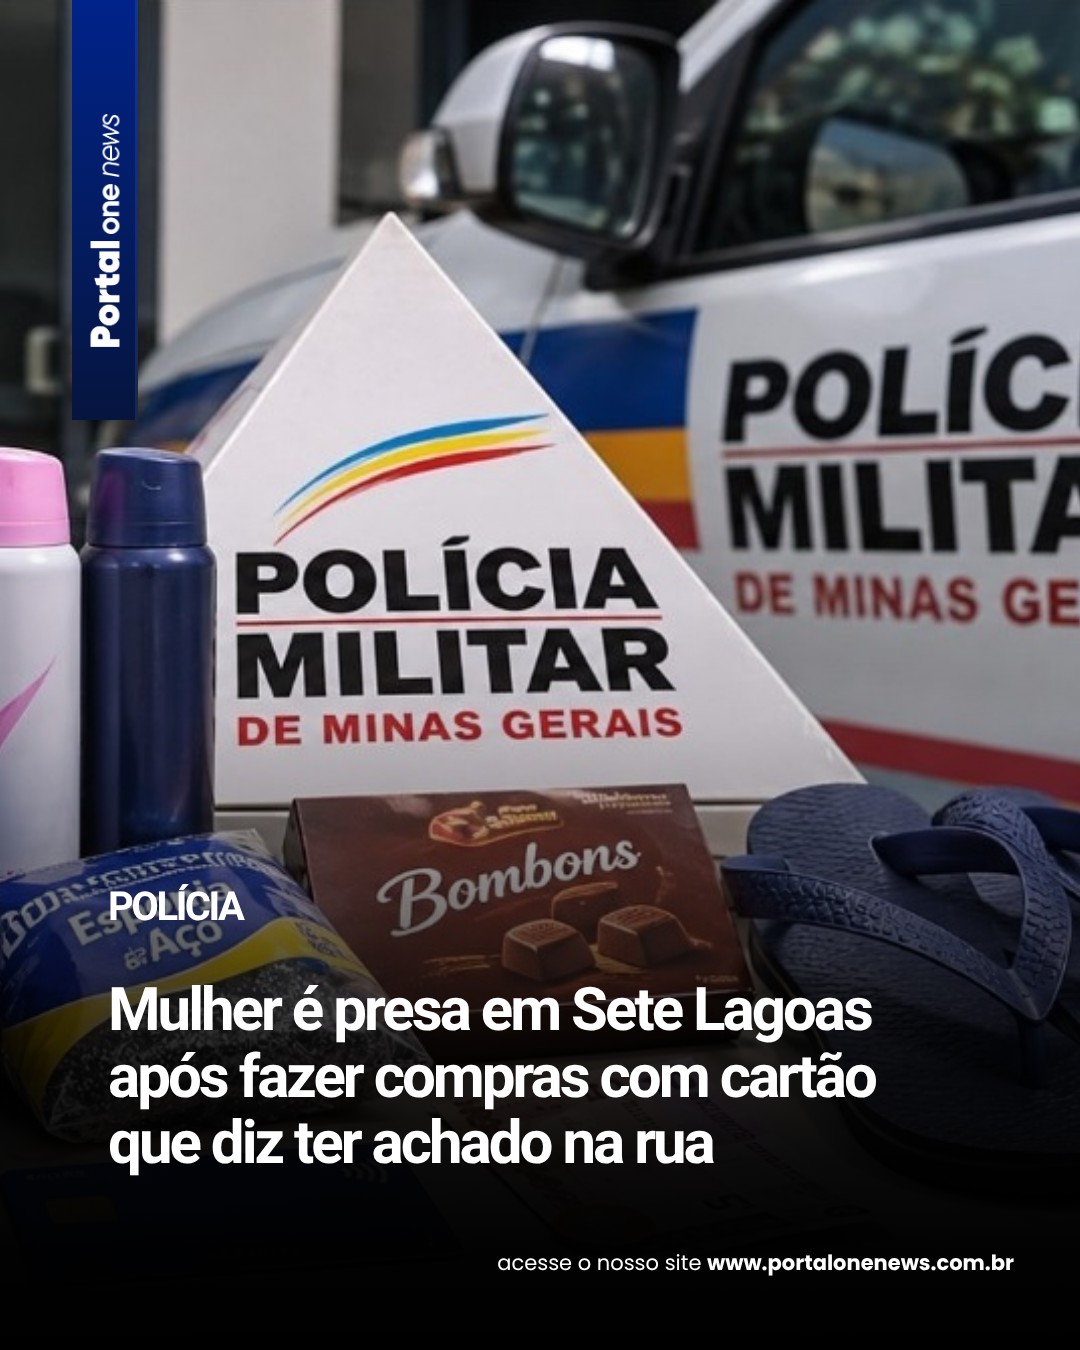 Portal one news
POLÍCIA
MILITAR
DE MINAS GERAIS
POLÍC
MILITA
DE MINAS GE
Bombons
Aço
POLÍCIA
Mulher é presa em Sete Lagoas
após fazer compras com cartão
que diz ter achado na rua
acesse o nosso site www.portalonenews.com.br